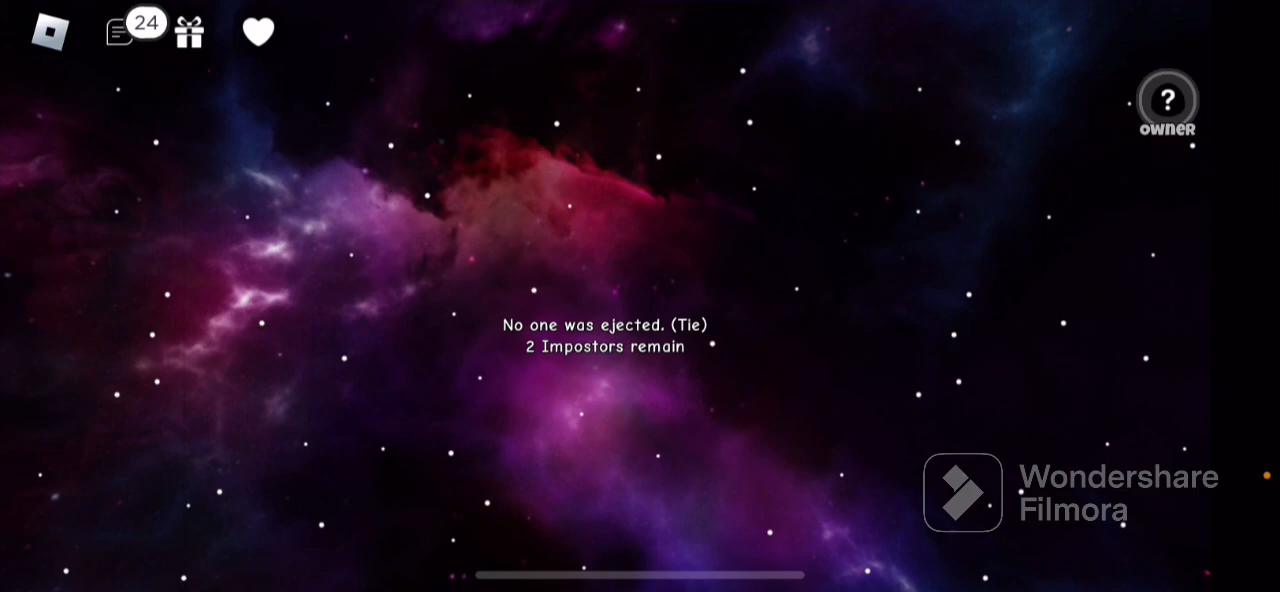 24
?
OWNER
No one was ejected. (Tie)
2 Impostors remain
Wondershare
Filmora